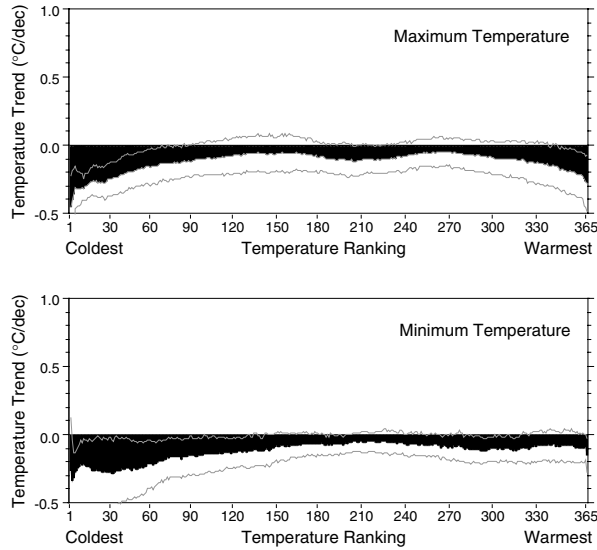 1.0
Maximum Temperature
0.5
0.0
-0.5
Temperature Trend (°C/dec)
1 30 60 90 120 150 180 210 240 270 300 330 365
Coldest Temperature Ranking Warmest
1.0
Minimum Temperature
0.5
0.0
-0.5
Temperature Trend (°C/dec)
1 30 60 90 120 150 180 210 240 270 300 330 365
Coldest Temperature Ranking Warmest